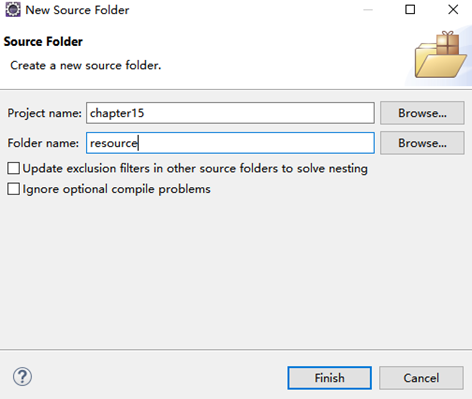 New Source Folder
Source Folder
Create a new source folder.
Project name: chapter15 Browse...
Folder name: resource Browse...
Update exclusion filters in other source folders to solve nesting
Ignore optional compile problems
? Finish Cancel